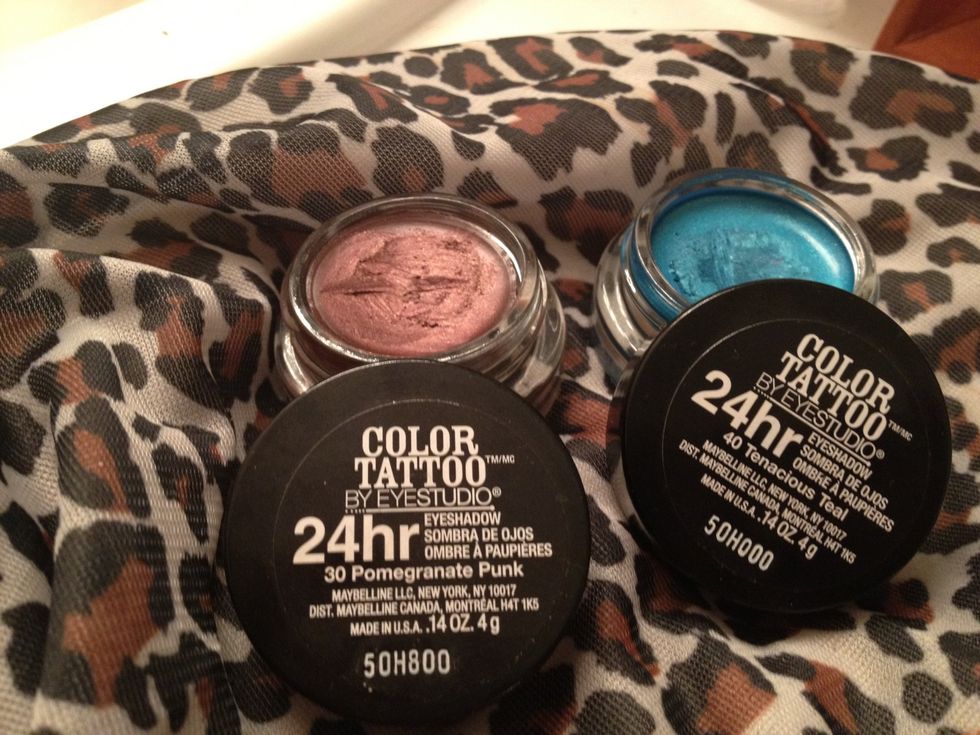 COLOR
TATTOO™/MC
BY EYESTUDIO®
24hr
EYESHADOW
SOMBRA DE OJOS
OMBRE À PAUPIÈRES
30 Pomegranate Punk
MAYBELLINE LLC, NEW YORK, NY 10017
DIST. MAYBELLINE CANADA, MONTRÉAL H4T 1K5
MADE IN U.S.A. .14 OZ. 4 g
50H800
COLOR
TATTOO™/MC
BY EYESTUDIO®
24hr
EYESHADOW
SOMBRA DE OJOS
OMBRE À PAUPIÈRES
40 Tenacious Teal
MAYBELLINE LLC, NEW YORK, NY 10017
DIST. MAYBELLINE CANADA, MONTRÉAL H4T 1K5
MADE IN U.S.A. .14 OZ. 4 g
50H000